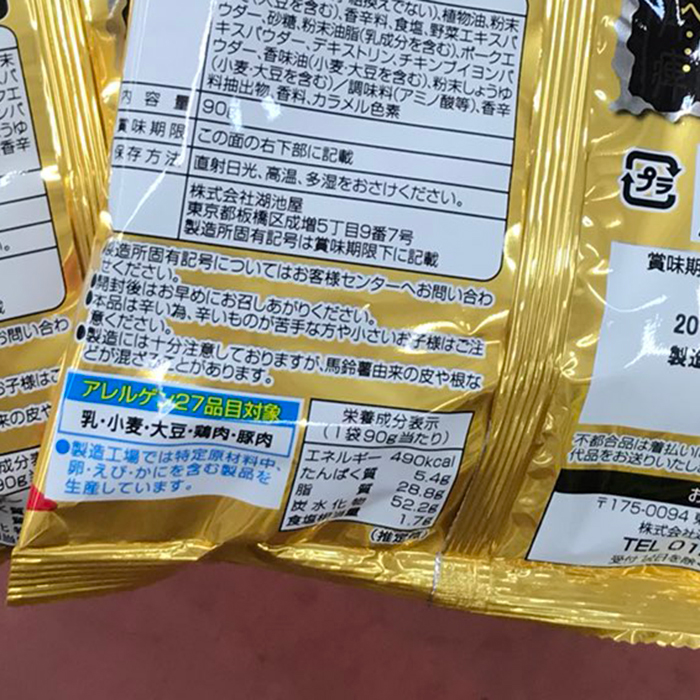 (大豆を含む)、香辛料、食塩、野菜エキスパ
ウダー、砂糖、粉末油脂(乳成分を含む)、ポークエ
キスパウダー、デキストリン、チキンブイヨンパ
ウダー、香味油(小麦・大豆を含む)、粉末しょうゆ
(小麦・大豆を含む)/調味料(アミノ酸等)、香辛
料抽出物、香料、カラメル色素
内容量 90g
賞味期限 この面の右下部に記載
保存方法 直射日光、高温、多湿をおさけください。
株式会社湖池屋
東京都板橋区成増5丁目9番7号
製造所固有記号は賞味期限下に記載
製造所固有記号についてはお客様センターへお問い合わ
せください。
●開封後はお早めにお召しあがりください。
●本品は辛い為、辛いものが苦手な方や小さいお子様はご注
意ください。
●製造には十分注意しておりますが、馬鈴薯由来の皮や根な
どが混ざることがあります。
アレルゲン27品目対象
乳・小麦・大豆・鶏肉・豚肉
●製造工場では特定原材料中、
卵・えび・かにを含む製品を
生産しています。
栄養成分表示
(1袋90g当たり)
エネルギー 490kcal
たんぱく質 5.4g
脂質 28.8g
炭水化物 52.2g
食塩相当量 1.7g
(推定値)
プラ
賞味期
20
製造
不都合品は着払いに
代品をお送りいたし
〒175-0094
株式会
TEL 0